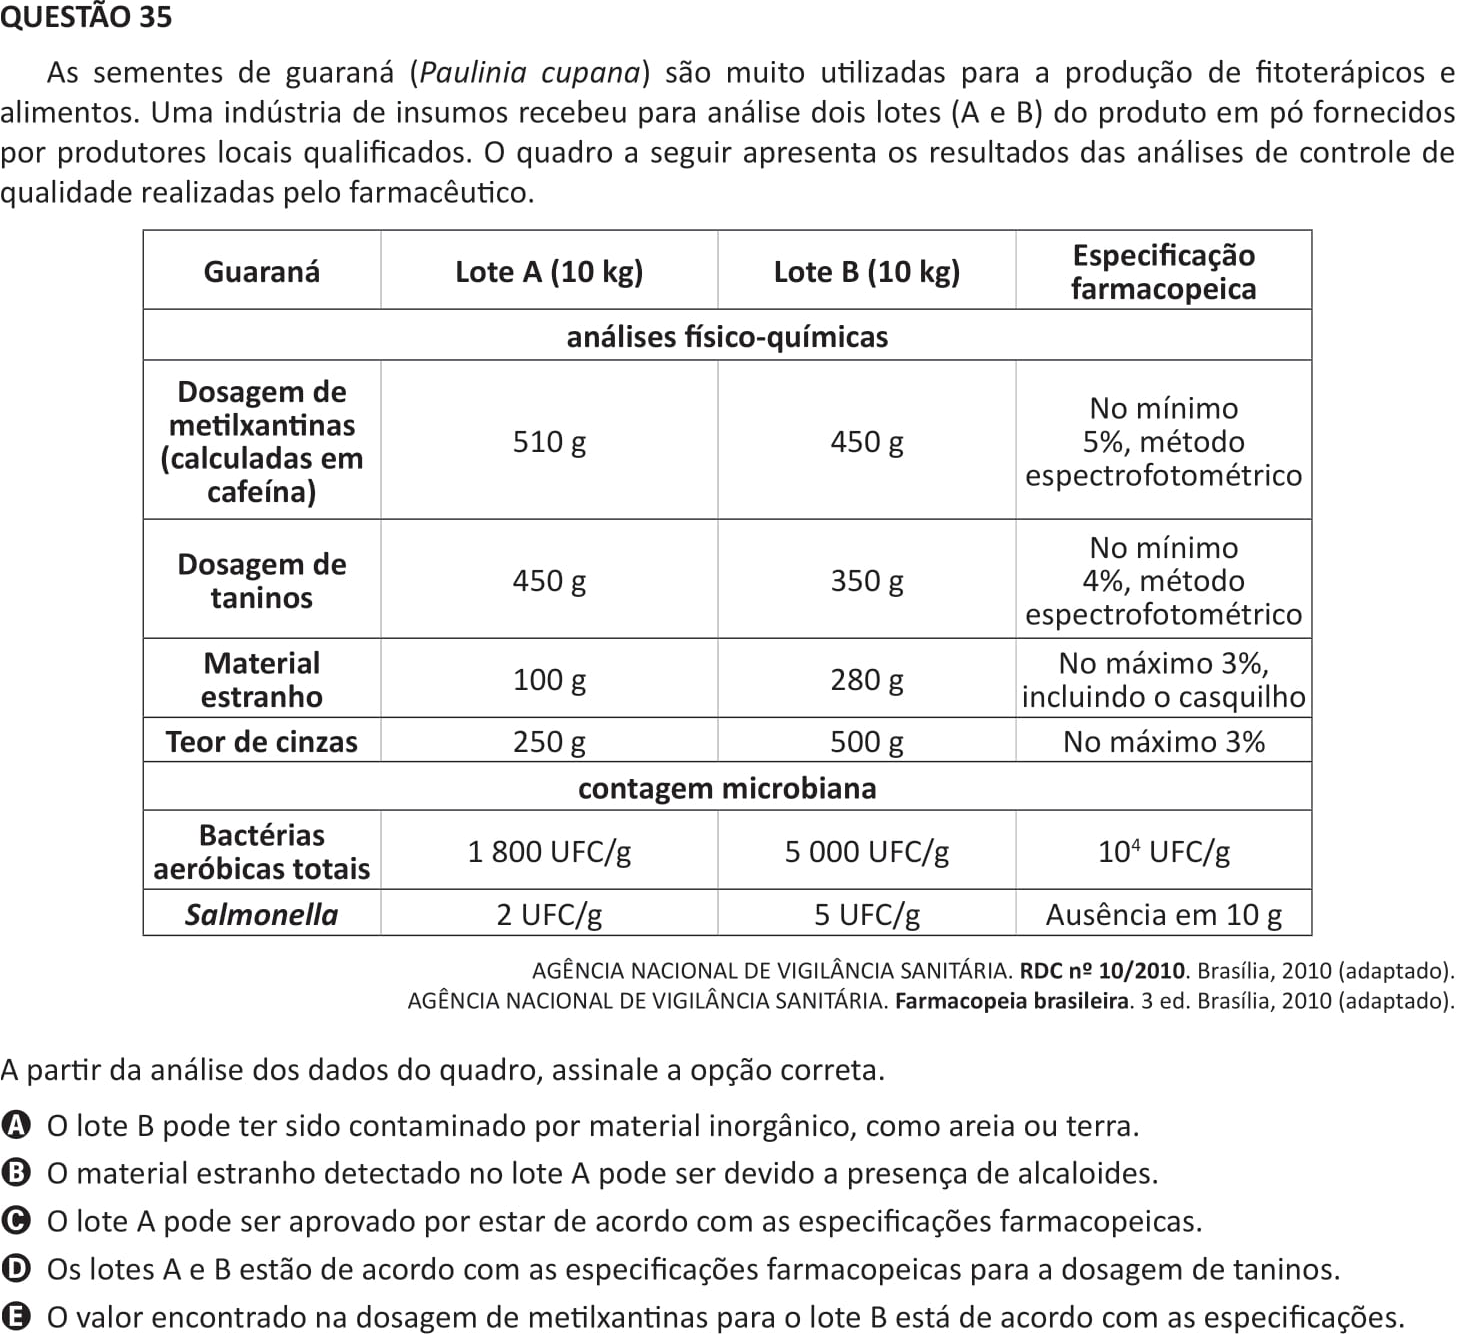 QUESTÃO 35
As sementes de guaraná (Paulinia cupana) são muito utilizadas para a produção de fitoterápicos e
alimentos. Uma indústria de insumos recebeu para análise dois lotes (A e B) do produto em pó fornecidos
por produtores locais qualificados. O quadro a seguir apresenta os resultados das análises de controle de
qualidade realizadas pelo farmacêutico.
Guaraná
Lote A (10 kg)
Lote B (10 kg)
Especificação
farmacopeica
análises físico-químicas
Dosagem de
metilxantinas
(calculadas em
cafeína)
510 g
450 g
No mínimo
5%, método
espectrofotométrico
Dosagem de
taninos
450 g
350 g
No mínimo
4%, método
espectrofotométrico
Material
estranho
100 g
280 g
No máximo 3%,
incluindo o casquilho
Teor de cinzas
250 g
500 g
No máximo 3%
contagem microbiana
Bactérias
aeróbicas totais
1 800 UFC/g
5 000 UFC/g
10⁴ UFC/g
Salmonella
2 UFC/g
5 UFC/g
Ausência em 10 g
AGÊNCIA NACIONAL DE VIGILÂNCIA SANITÁRIA. RDC nº 10/2010. Brasília, 2010 (adaptado).
AGÊNCIA NACIONAL DE VIGILÂNCIA SANITÁRIA. Farmacopeia brasileira. 3 ed. Brasília, 2010 (adaptado).
A partir da análise dos dados do quadro, assinale a opção correta.
A O lote B pode ter sido contaminado por material inorgânico, como areia ou terra.
B O material estranho detectado no lote A pode ser devido a presença de alcaloides.
C O lote A pode ser aprovado por estar de acordo com as especificações farmacopeicas.
D Os lotes A e B estão de acordo com as especificações farmacopeicas para a dosagem de taninos.
E O valor encontrado na dosagem de metilxantinas para o lote B está de acordo com as especificações.